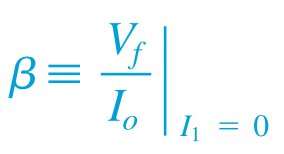 β ≡ V_f / I_o |_{I_1 = 0}